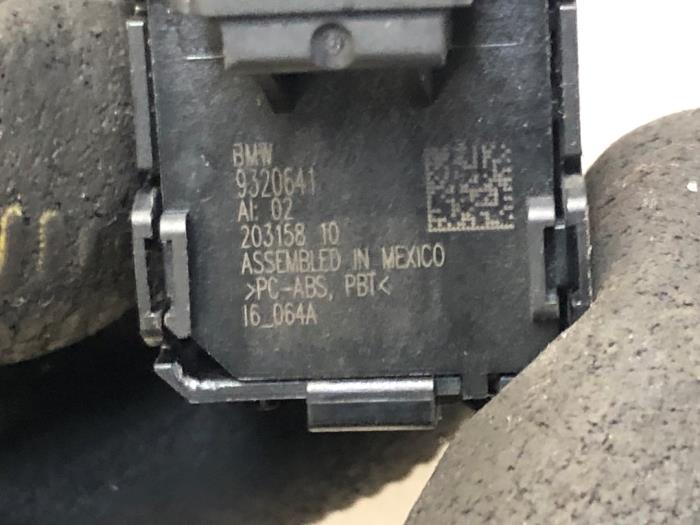 BMW
9320641
AI: 02
203158 10
ASSEMBLED IN MEXICO
>PC-ABS, PBT<
16_064A